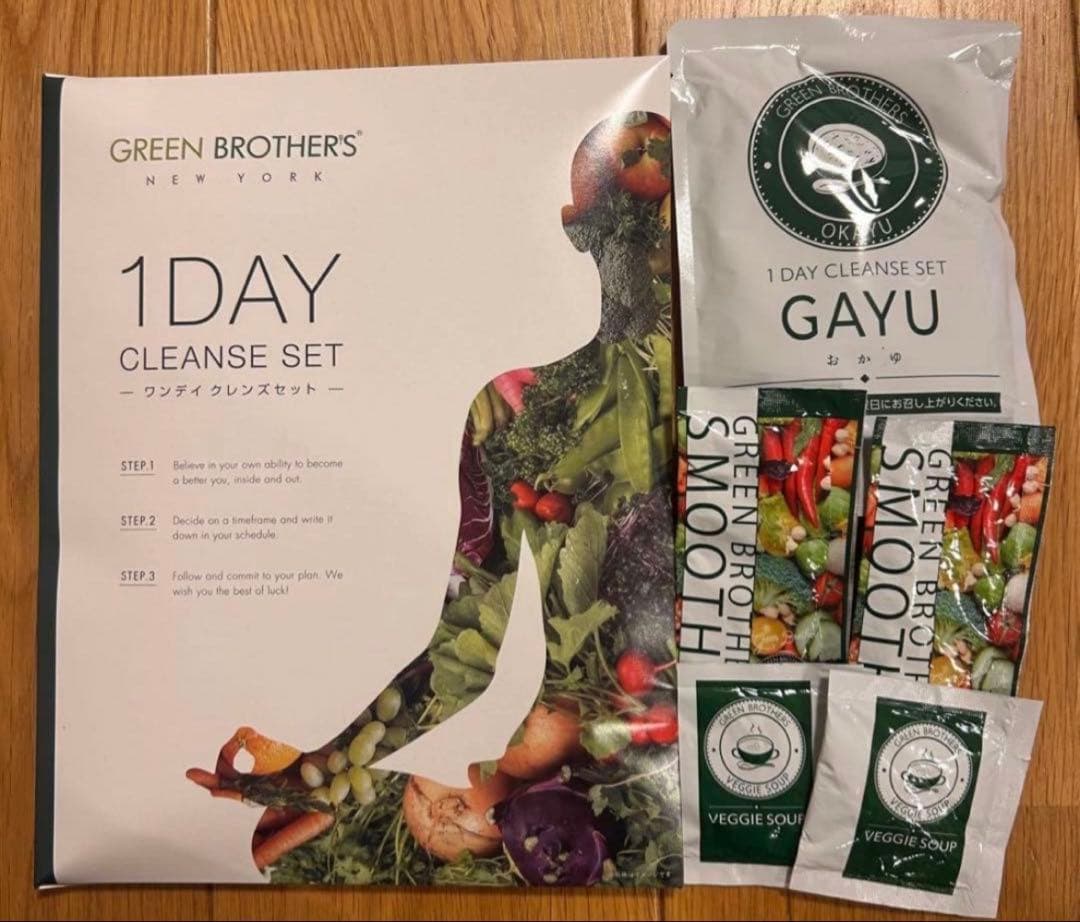 GREEN BROTHER'S®
NEW YORK
1DAY
CLEANSE SET
― ワンデイ クレンズセット ―
STEP.1 Believe in your own ability to become
a better you, inside and out.
STEP.2 Decide on a timeframe and write it
down in your schedule.
STEP.3 Follow and commit to your plan. We
wish you the best of luck!
GREEN BROTHERS
OKAYU
1 DAY CLEANSE SET
GAYU
おかゆ
日にお召し上がりください。
GREEN BROTHE
SMOOTH
GREEN BROTH
SMOOTH
GREEN BROTHERS
VEGGIE SOUP
VEGGIE SOUP
GREEN BROTHERS
VEGGIE SOUP
VEGGIE SOUP